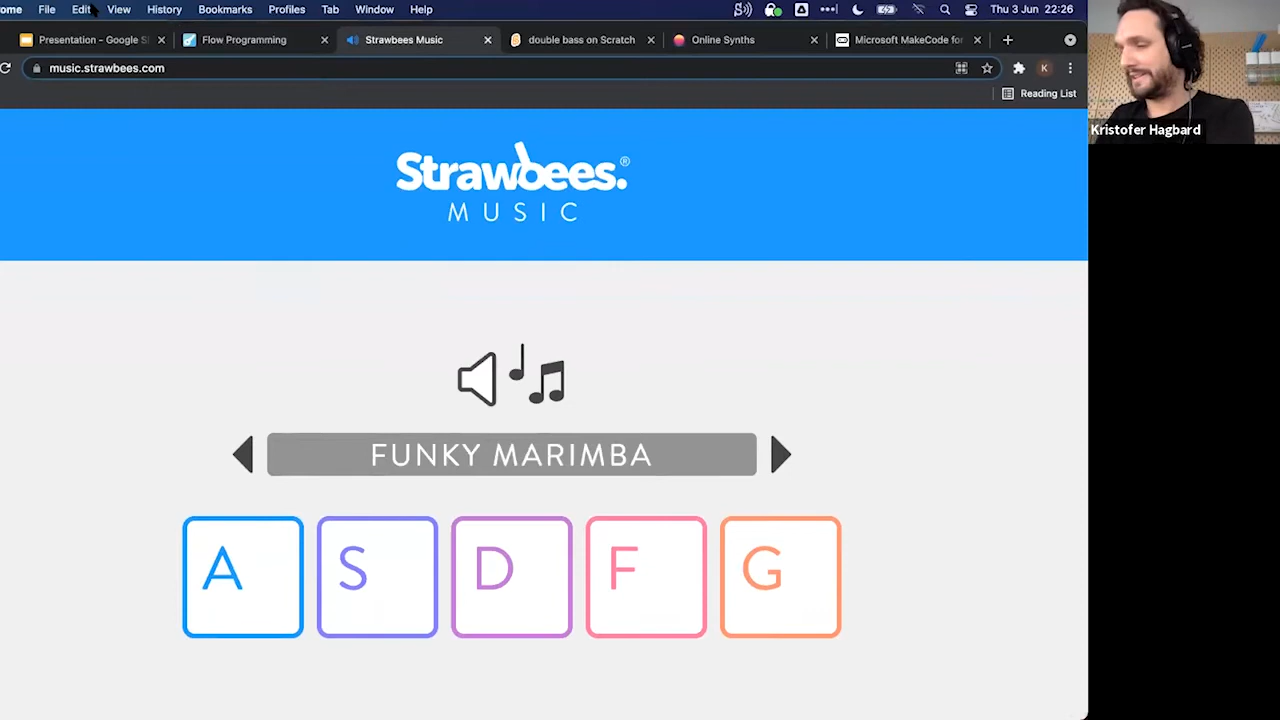 ome File Edit View History Bookmarks Profiles Tab Window Help Thu 3 Jun 22:26
Presentation - Google S Flow Programming Strawbees Music double bass on Scratch Online Synths Microsoft MakeCode for
music.strawbees.com K
Reading List
Kristofer Hagbard
Strawbees.®
MUSIC
FUNKY MARIMBA
A S D F G